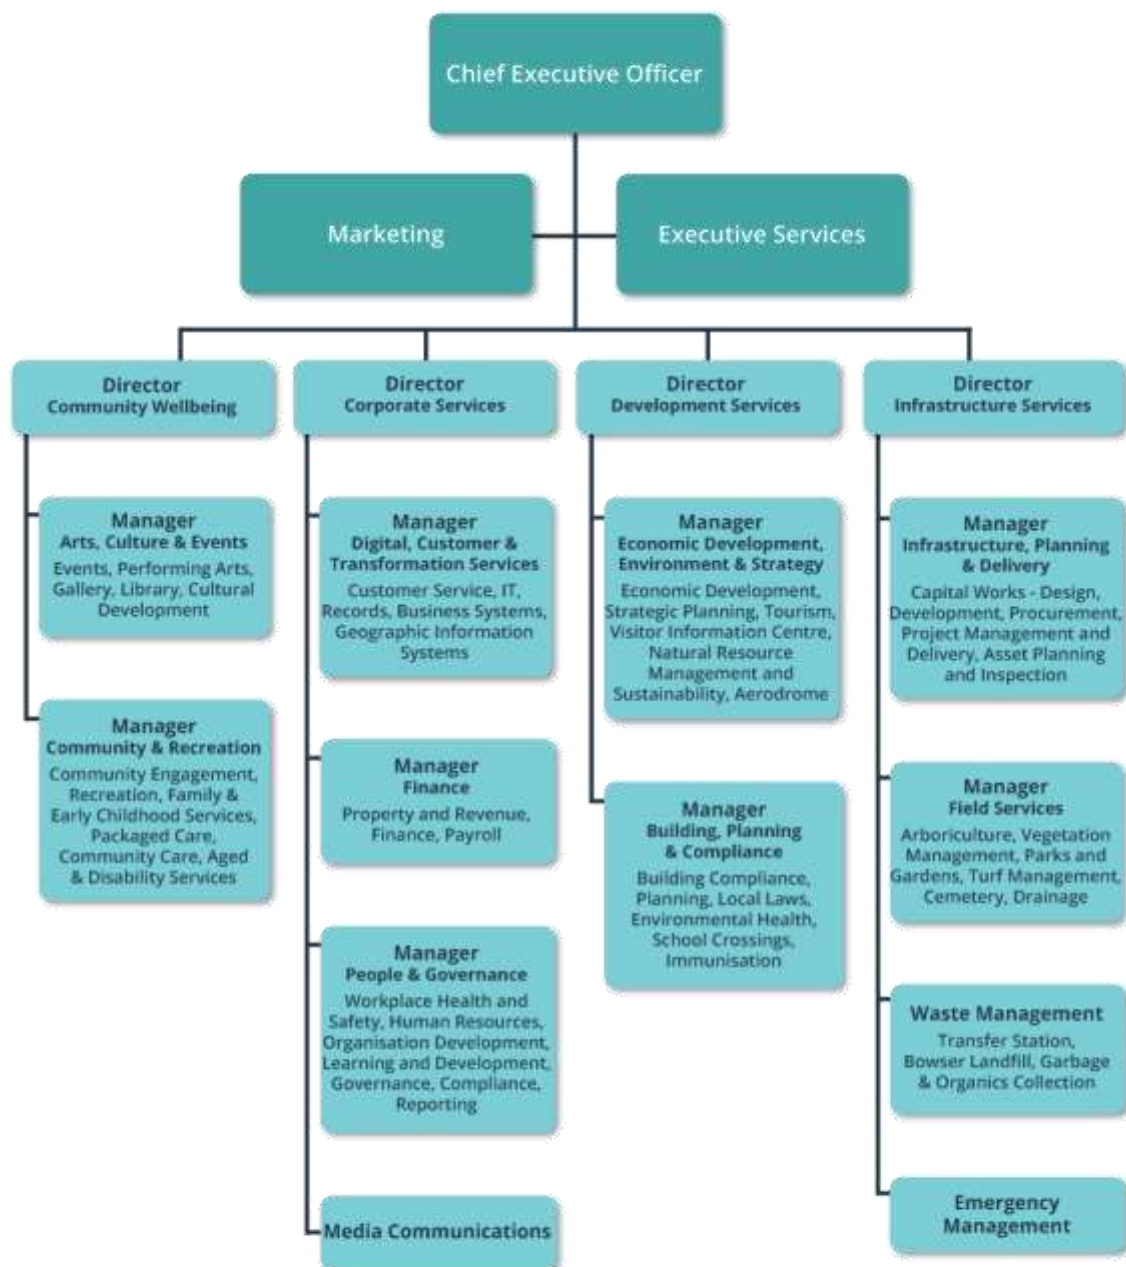 Chief Executive Officer
Marketing
Executive Services
Director
Community Wellbeing
Manager
Arts, Culture & Events
Events, Performing Arts,
Gallery, Library, Cultural
Development
Manager
Community & Recreation
Community Engagement,
Recreation, Family &
Early Childhood Services,
Packaged Care,
Community Care, Aged
& Disability Services
Director
Corporate Services
Manager
Digital, Customer &
Transformation Services
Customer Service, IT,
Records, Business Systems,
Geographic Information
Systems
Manager
Finance
Property and Revenue,
Finance, Payroll
Manager
People & Governance
Workplace Health and
Safety, Human Resources,
Organisation Development,
Learning and Development,
Governance, Compliance,
Reporting
Media Communications
Director
Development Services
Manager
Economic Development,
Environment & Strategy
Economic Development,
Strategic Planning, Tourism,
Visitor Information Centre,
Natural Resource
Management and
Sustainability, Aerodrome
Manager
Building, Planning
& Compliance
Building Compliance,
Planning, Local Laws,
Environmental Health,
School Crossings,
Immunisation
Director
Infrastructure Services
Manager
Infrastructure, Planning
& Delivery
Capital Works - Design,
Development, Procurement,
Project Management and
Delivery, Asset Planning
and Inspection
Manager
Field Services
Arboriculture, Vegetation
Management, Parks and
Gardens, Turf Management,
Cemetery, Drainage
Waste Management
Transfer Station,
Bowser Landfill, Garbage
& Organics Collection
Emergency
Management